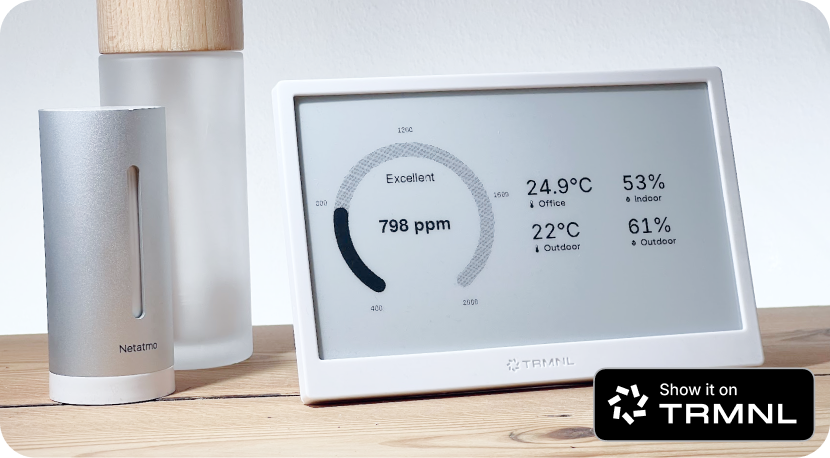 1200
Excellent
800
1600
798 ppm
400
2000
24.9°C
Office
53%
Indoor
22°C
Outdoor
61%
Outdoor
Netatmo
TRMNL
Show it on
TRMNL